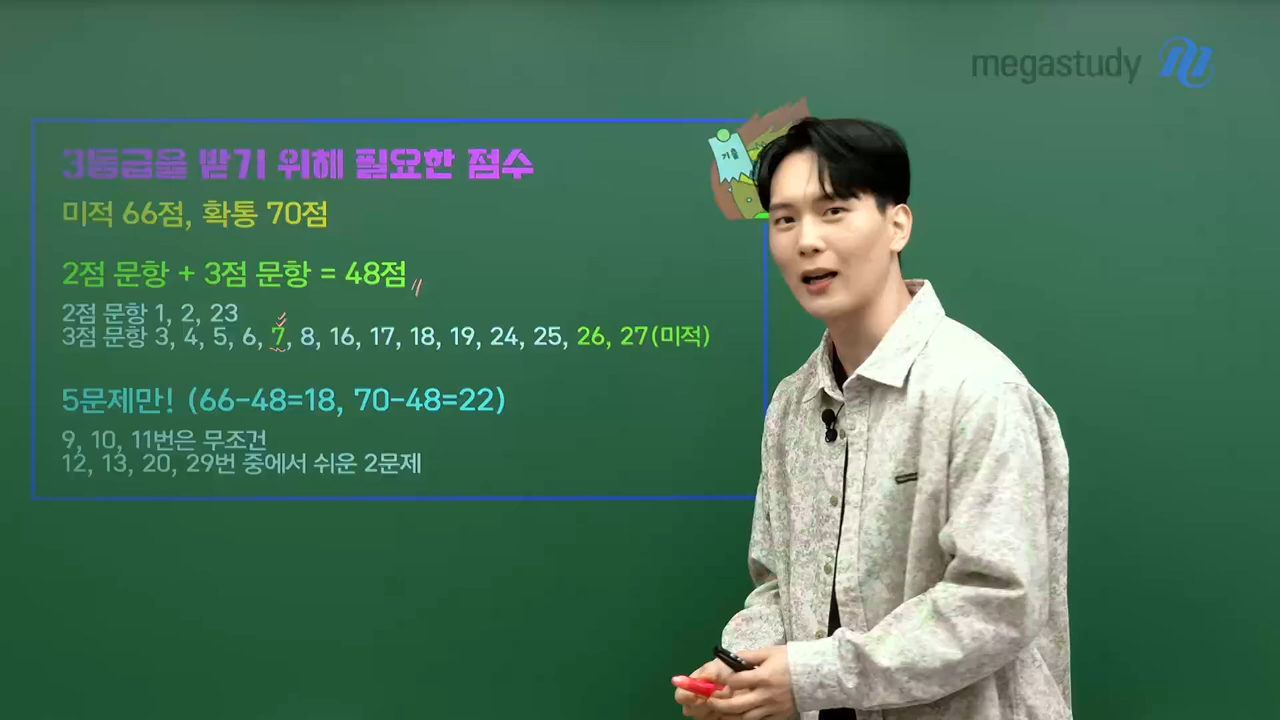 megastudy
기출
3등급을 받기 위해 필요한 점수
미적 66점, 확통 70점
2점 문항 + 3점 문항 = 48점
2점 문항 1, 2, 23
3점 문항 3, 4, 5, 6, 7, 8, 16, 17, 18, 19, 24, 25, 26, 27(미적)
5문제만! (66-48=18, 70-48=22)
9, 10, 11번은 무조건
12, 13, 20, 29번 중에서 쉬운 2문제